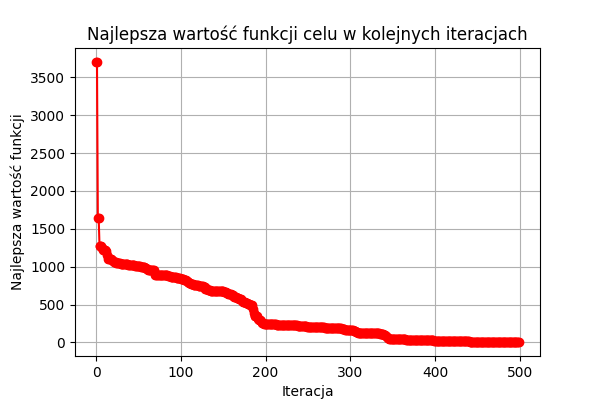 Najlepsza wartość funkcji celu w kolejnych iteracjach
Najlepsza wartość funkcji
3500
3000
2500
2000
1500
1000
500
0
0 100 200 300 400 500
Iteracja